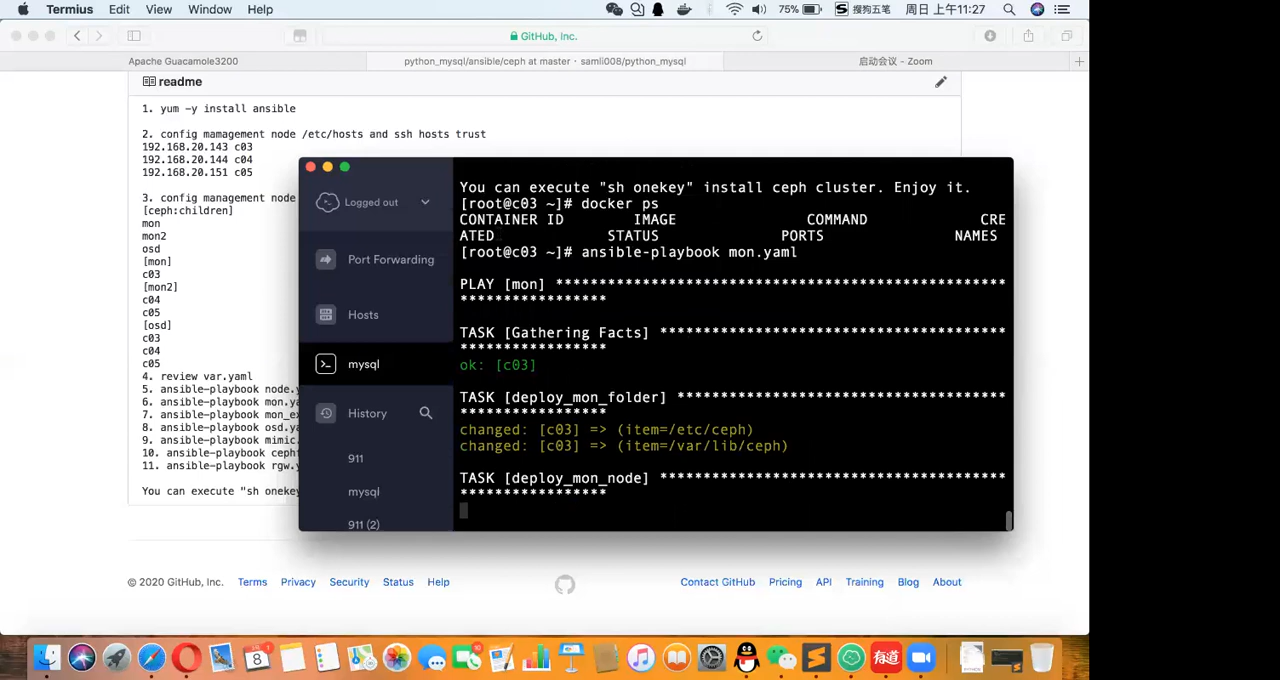 Termius Edit View Window Help 75% 搜狗五笔 周日 上午11:27
GitHub, Inc.
Apache Guacamole3200 python_mysql/ansible/ceph at master · samli008/python_mysql 启动会议 - Zoom
readme
1. yum -y install ansible
2. config mamagement node /etc/hosts and ssh hosts trust
192.168.20.143 c03
192.168.20.144 c04
192.168.20.151 c05
3. config mamagement node
[ceph:children]
mon
mon2
osd
[mon]
c03
[mon2]
c04
c05
[osd]
c03
c04
c05
4. review var.yaml
5. ansible-playbook node.y
6. ansible-playbook mon.ya
7. ansible-playbook mon_ex
8. ansible-playbook osd.ya
9. ansible-playbook mimic.
10. ansible-playbook cephf
11. ansible-playbook rgw.y
You can execute "sh onekey
Logged out
Port Forwarding
Hosts
mysql
History
911
mysql
911 (2)
You can execute "sh onekey" install ceph cluster. Enjoy it.
[root@c03 ~]# docker ps
CONTAINER ID IMAGE COMMAND CRE
ATED STATUS PORTS NAMES
[root@c03 ~]# ansible-playbook mon.yaml
PLAY [mon] ******************************************************
*****************
TASK [Gathering Facts] ******************************************
*****************
ok: [c03]
TASK [deploy_mon_folder] ****************************************
*****************
changed: [c03] => (item=/etc/ceph)
changed: [c03] => (item=/var/lib/ceph)
TASK [deploy_mon_node] ******************************************
*****************
© 2020 GitHub, Inc. Terms Privacy Security Status Help Contact GitHub Pricing API Training Blog About
8
有道